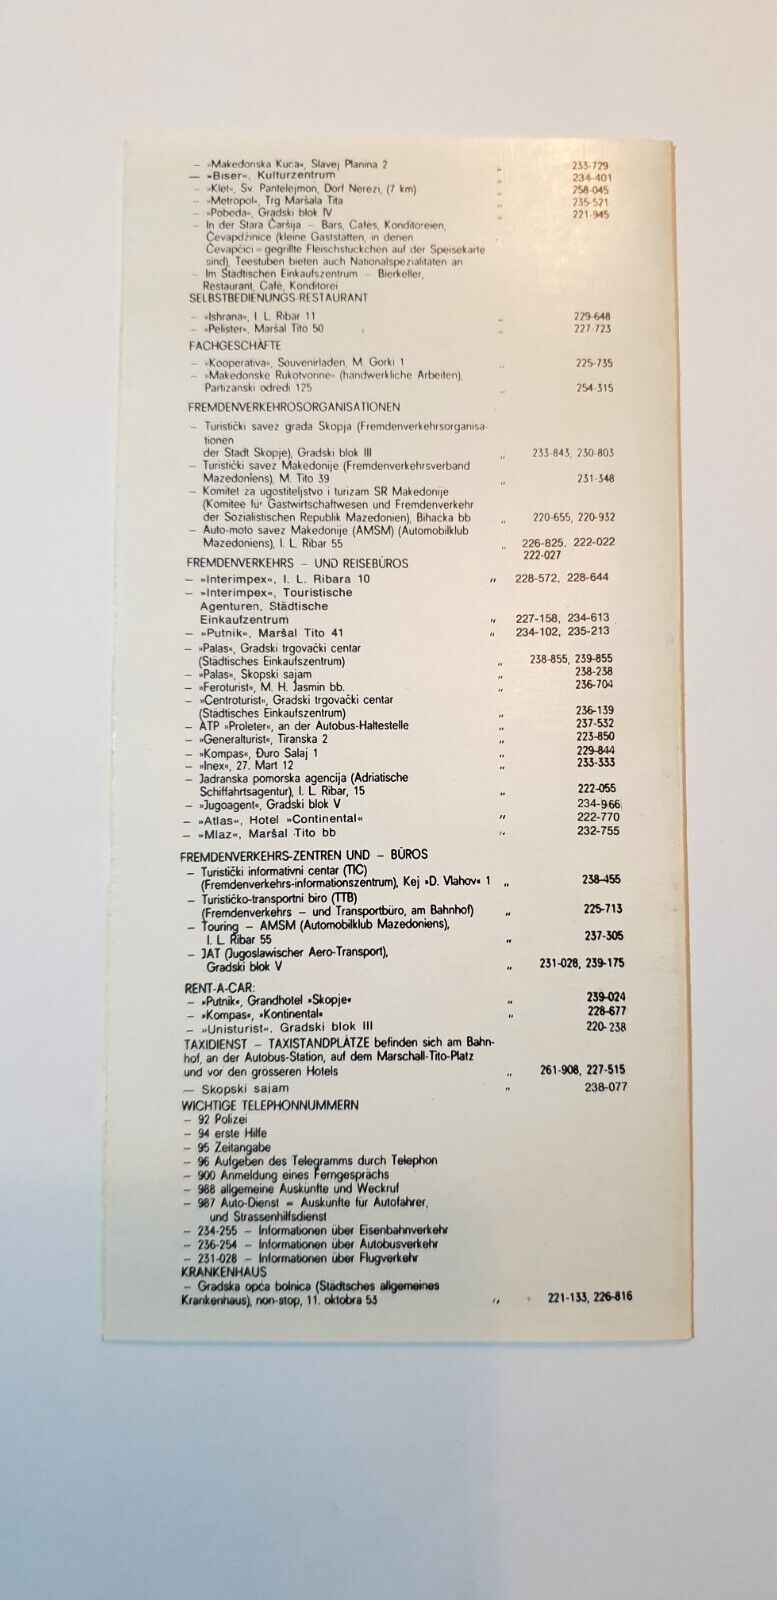 – »Makedonska Kuca«, Slavej Planina 2 „ 233-729
– »Biser«, Kulturzentrum „ 234-401
– »Klet«, Sv. Pantelejmon, Dorf Nerezi, (7 km) „ 258-045
– »Metropol«, Trg Maršala Tita „ 235-521
– »Pobeda«, Gradski blok IV „ 221-945
– In der Stara Čaršija – Bars, Cafes, Konditoreien,
Čevapdžinice (kleine Gaststatten, in denen
Čevapčici = gegrillte Fleischstuckchen auf der Speisekarte
sind), Teestuben bieten auch Nationalspezialitäten an
– Im Städtischen Einkaufszentrum – Bierkeller,
Restaurant, Café, Konditorei
SELBSTBEDIENUNGS-RESTAURANT
– »Ishrana«, I. L. Ribar 11 „ 229-648
– »Pelister«, Maršal Tito 50 „ 227-723
FACHGESCHÄFTE
– »Kooperativa«, Souvenirladen, M. Gorki 1 „ 225-735
– »Makedonske Rukotvorine« (handwerkliche Arbeiten),
Partizanski odredi 125 „ 254-315
FREMDENVERKEHROSORGANISATIONEN
– Turistički savez grada Skopja (Fremdenverkehrsorganisa-
tionen
der Stadt Skopje), Gradski blok III „ 233-843, 230-803
– Turistički savez Makedonije (Fremdenverkehrsverband
Mazedoniens), M. Tito 39 „ 231-348
– Komitet za ugostiteljstvo i turizam SR Makedonije
(Komitee für Gastwirtschaftwesen und Fremdenverkehr
der Sozialistischen Republik Mazedonien), Bihacka bb „ 220-655, 220-932
– Auto-moto savez Makedonije (AMSM) (Automobilklub
Mazedoniens), I. L. Ribar 55 „ 226-825, 222-022
222-027
FREMDENVERKEHRS – UND REISEBÜROS
– »Interimpex«, I. L. Ribara 10 „ 228-572, 228-644
– »Interimpex«, Touristische
Agenturen, Städtische
Einkaufzentrum „ 227-158, 234-613
– »Putnik«, Maršal Tito 41 „ 234-102, 235-213
– »Palas«, Gradski trgovački centar
(Städtisches Einkaufszentrum) „ 238-855, 239-855
– »Palas«, Skopski sajam „ 238-238
– »Feroturist«, M. H. Jasmin bb. „ 236-704
– »Centroturist«, Gradski trgovački centar
(Städtisches Einkaufszentrum) „ 236-139
– ATP »Proleter«, an der Autobus-Haltestelle „ 237-532
– »Generalturist«, Tiranska 2 „ 223-850
– »Kompas«, Đuro Salaj 1 „ 229-844
– »Inex«, 27. Mart 12 „ 233-333
– Jadranska pomorska agencija (Adriatische
Schiffahrtsagentur), I. L. Ribar, 15 „ 222-055
– »Jugoagent«, Gradski blok V 234-966
– »Atlas«, Hotel »Continental« „ 222-770
– »Mlaz«, Maršal Tito bb „ 232-755
FREMDENVERKEHRS-ZENTREN UND – BÜROS
– Turistički informativni centar (TIC)
(Fremdenverkehrs-informationszentrum), Kej »D. Vlahov« 1 „ 238-455
– Turističko-transportni biro (TTB)
(Fremdenverkehrs – und Transportbüro, am Bahnhof) „ 225-713
– Touring – AMSM (Automobilklub Mazedoniens),
I. L. Ribar 55 „ 237-305
– JAT (Jugoslawischer Aero-Transport),
Gradski blok V „ 231-028, 239-175
RENT-A-CAR:
– »Putnik«, Grandhotel »Skopje« „ 239-024
– »Kompas«, »Kontinental« „ 228-677
– »Unisturist«, Gradski blok III 220-238
TAXIDIENST – TAXISTANDPLÄTZE befinden sich am Bahn-
hof, an der Autobus-Station, auf dem Marschall-Tito-Platz
und vor den grösseren Hotels „ 261-908, 227-515
– Skopski saiam „ 238-077
WICHTIGE TELEPHONNUMMERN
– 92 Polizei
– 94 erste Hilfe
– 95 Zeitangabe
– 96 Aufgeben des Telegramms durch Telephon
– 900 Anmeldung eines Ferngesprächs
– 988 allgemeine Auskünfte und Weckruf
– 987 Auto-Dienst = Auskünfte für Autofahrer,
und Strassenhilfsdienst
– 234-255 – Informationen über Eisenbahnverkehr
– 236-254 – Informationen über Autobusverkehr
– 231-028 – Informationen über Flugverkehr
KRANKENHAUS
– Gradska opća bolnica (Städtsches allgemeines
Krankenhaus), non-stop, 11. oktobra 53 „ 221-133, 226-816